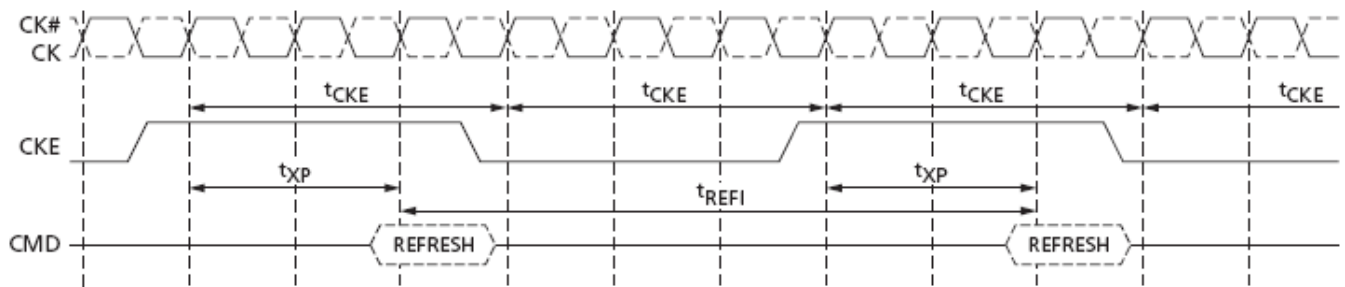 CK#
CK
tCKE tCKE tCKE tCKE
CKE
tXP tXP
tREFI
CMD REFRESH REFRESH